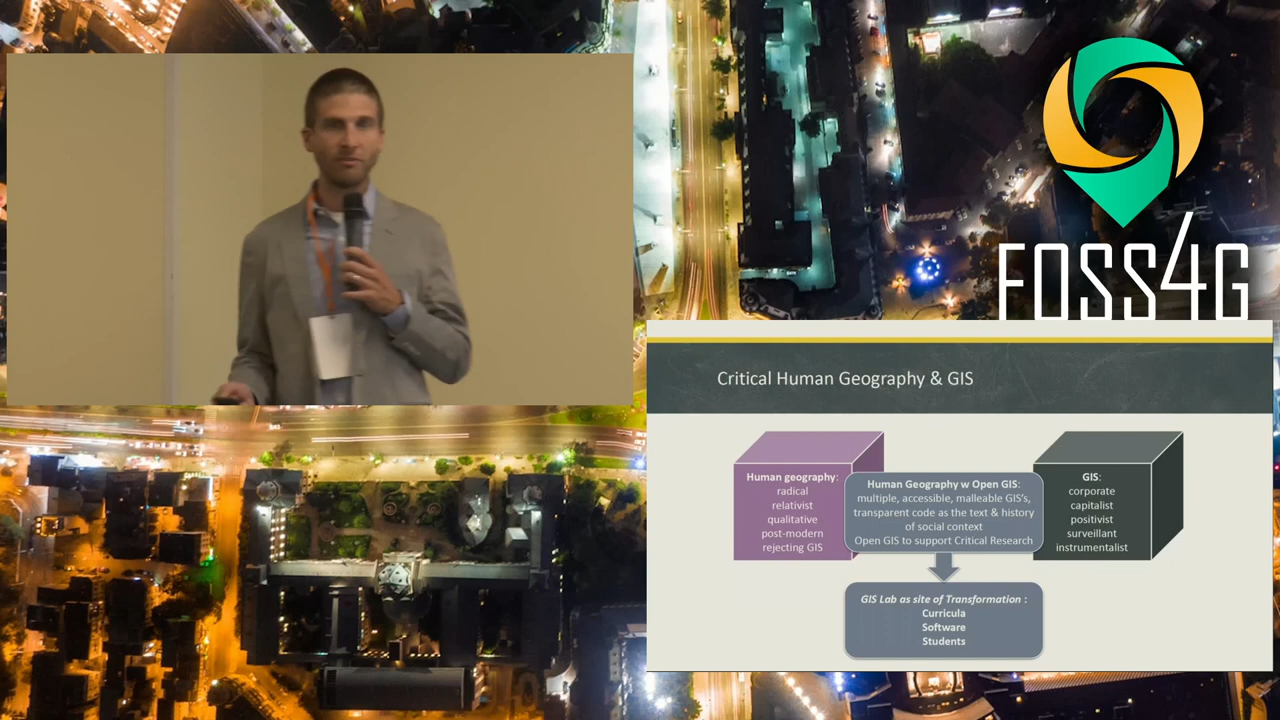 FOSS4G
Critical Human Geography & GIS
Human geography:
radical
relativist
qualitative
post-modern
rejecting GIS
Human Geography w Open GIS:
multiple, accessible, malleable GIS's,
transparent code as the text & history
of social context
Open GIS to support Critical Research
GIS:
corporate
capitalist
positivist
surveillant
instrumentalist
GIS Lab as site of Transformation :
Curricula
Software
Students